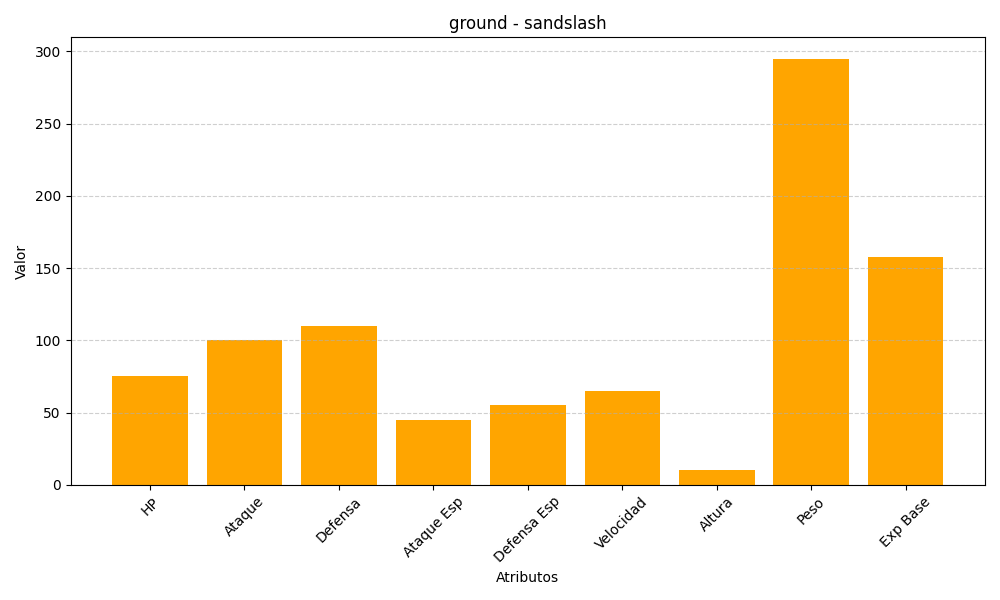 ground - sandslash
Valor
300
250
200
150
100
50
0
HP
Ataque
Defensa
Ataque Esp
Defensa Esp
Velocidad
Altura
Peso
Exp Base
Atributos